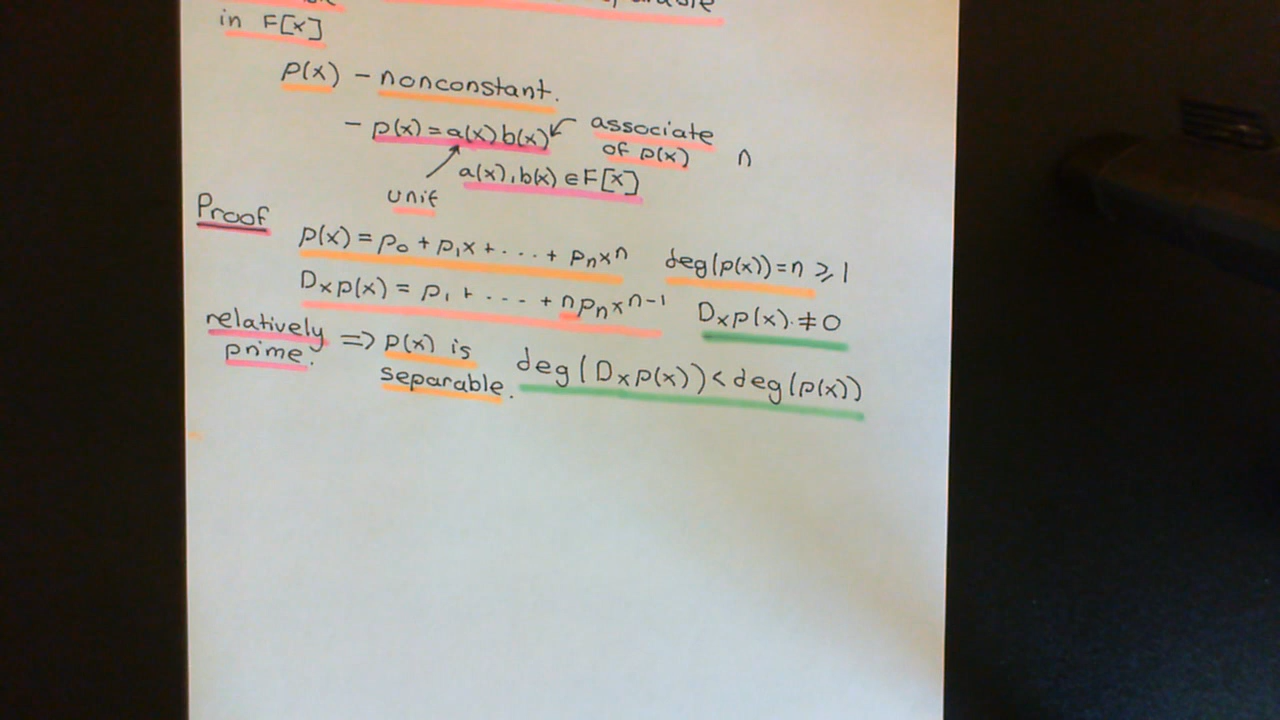 in F[x]
p(x) - nonconstant.
- p(x) = a(x) b(x) associate
of p(x) n
a(x), b(x) ∈ F[x]
unit
Proof
p(x) = p₀ + p₁x + . . . + pₙxⁿ deg(p(x)) = n ⩾ 1
Dₓp(x) = p₁ + . . . + npₙxⁿ⁻¹ Dₓp(x) ≠ 0
relatively => p(x) is deg(Dₓp(x)) < deg(p(x))
prime. separable.